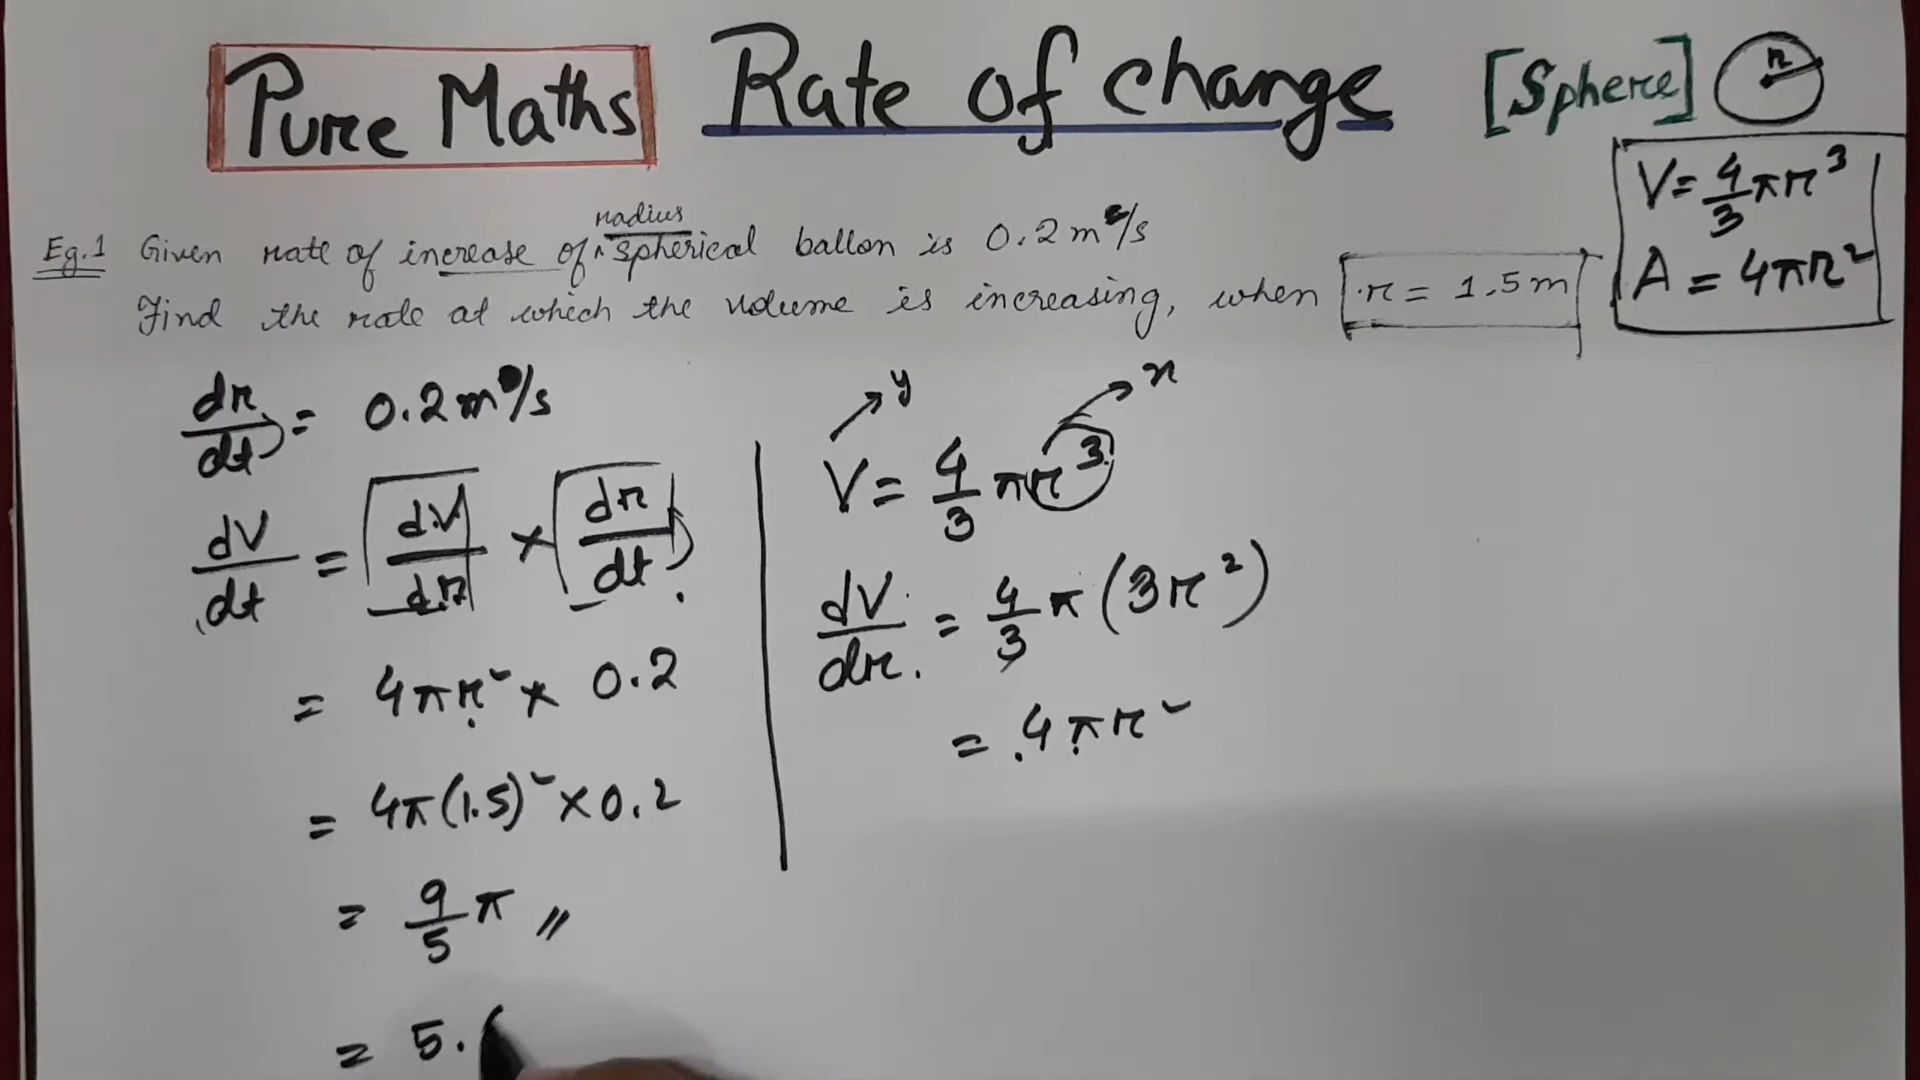 Pure Maths Rate of change [Sphere] r
V = 4/3 πr³
A = 4πr²
radius
Eg.1 Given rate of increase of ^ spherical ballon is 0.2 m/s
Find the rate at which the volume is increasing, when r = 1.5m
dr/dt = 0.2 m/s
dV/dt = dV/dr × dr/dt
= 4πr² × 0.2
= 4π(1.5)² × 0.2
= 9/5 π //
= 5.
y x
V = 4/3 πr³
dV/dr = 4/3 π (3r²)
= 4πr²